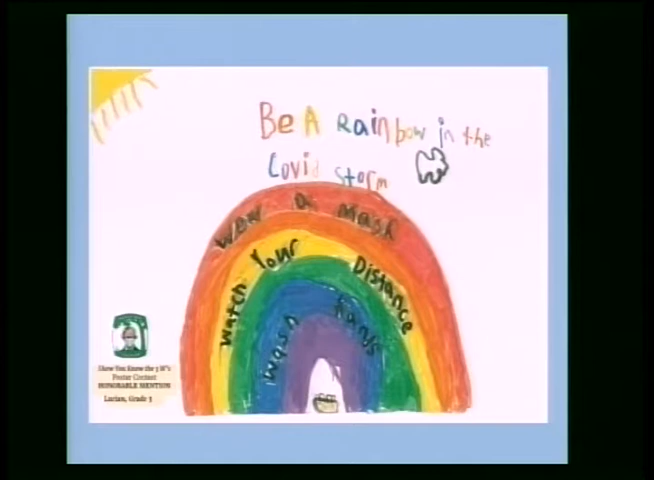 Be A Rainbow in the
Covid storm
Wear a Mask
Watch Your Distance
Wash hands
Show You Know the 3 W's
Poster Contest
HONORABLE MENTION
Lucian, Grade 3